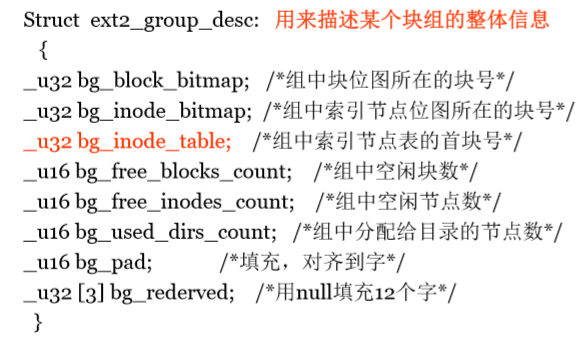 Struct ext2_group_desc: 用来描述某个块组的整体信息
{
_u32 bg_block_bitmap; /*组中块位图所在的块号*/
_u32 bg_inode_bitmap; /*组中索引节点位图所在的块号*/
_u32 bg_inode_table; /*组中索引节点表的首块号*/
_u16 bg_free_blocks_count; /*组中空闲块数*/
_u16 bg_free_inodes_count; /*组中空闲节点数*/
_u16 bg_used_dirs_count; /*组中分配给目录的节点数*/
_u16 bg_pad; /*填充，对齐到字*/
_u32 [3] bg_rederved; /*用null填充12个字*/
}